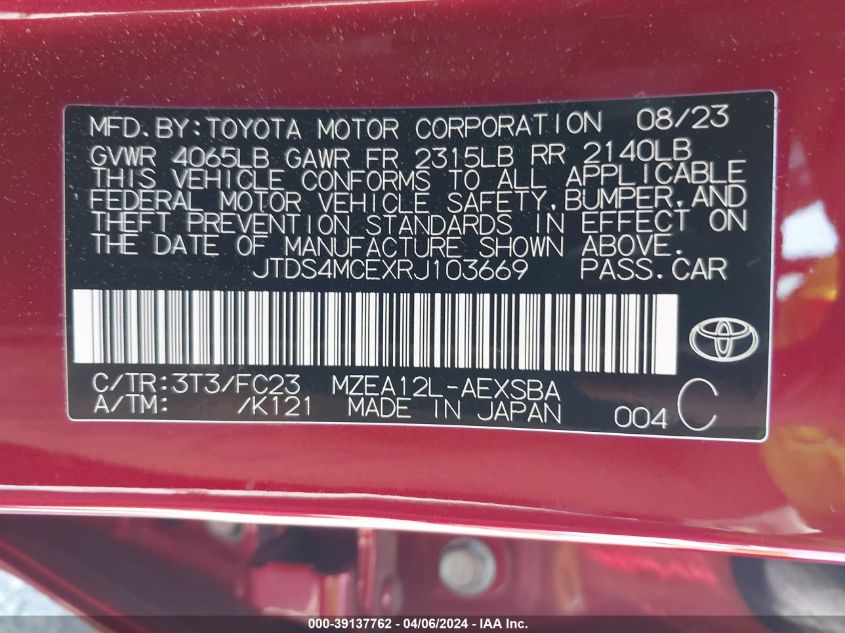 MFD.BY:TOYOTA MOTOR CORPORATION 08/23
GVWR 4065LB GAWR FR 2315LB RR 2140LB
THIS VEHICLE CONFORMS TO ALL APPLICABLE
FEDERAL MOTOR VEHICLE SAFETY,BUMPER,AND
THEFT PREVENTION STANDARDS IN EFFECT ON
THE DATE OF MANUFACTURE SHOWN ABOVE.
JTDS4MCEXRJ103669 PASS.CAR
C/TR:3T3/FC23 MZEA12L-AEXSBA
A/TM: /K121 MADE IN JAPAN 004 C
000-39137762 - 04/06/2024 - IAA Inc.